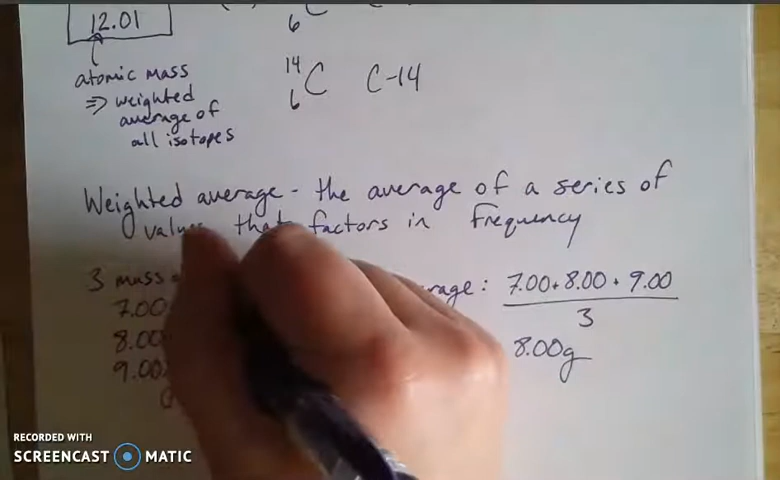 12.01
6 C
atomic mass
⇒ weighted
average of
all isotopes
14
6 C C-14
Weighted average - the average of a series of
values that factors in frequency
3 mass
7.00
8.00
9.00
: 7.00 + 8.00 + 9.00
3
8.00g
RECORDED WITH
SCREENCAST MATIC